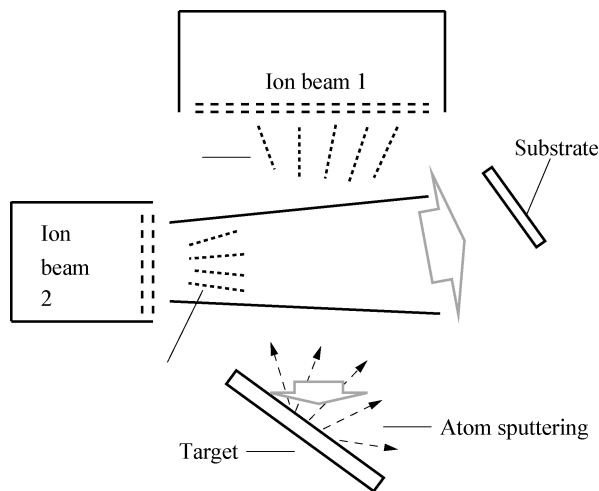 Ion beam 1
Substrate
Ion
beam
2
Atom sputtering
Target